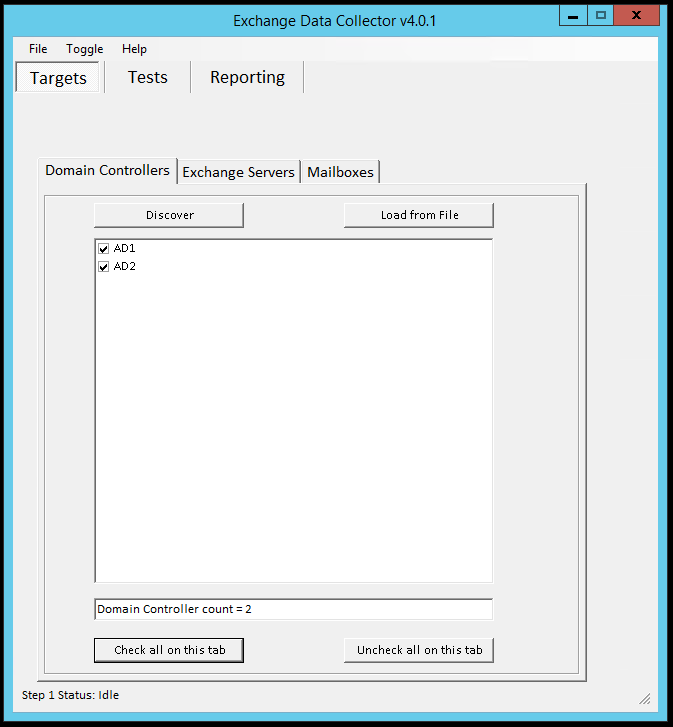 Exchange Data Collector v4.0.1
File Toggle Help
Targets Tests Reporting
Domain Controllers Exchange Servers Mailboxes
Discover Load from File
AD1
AD2
Domain Controller count = 2
Check all on this tab Uncheck all on this tab
Step 1 Status: Idle